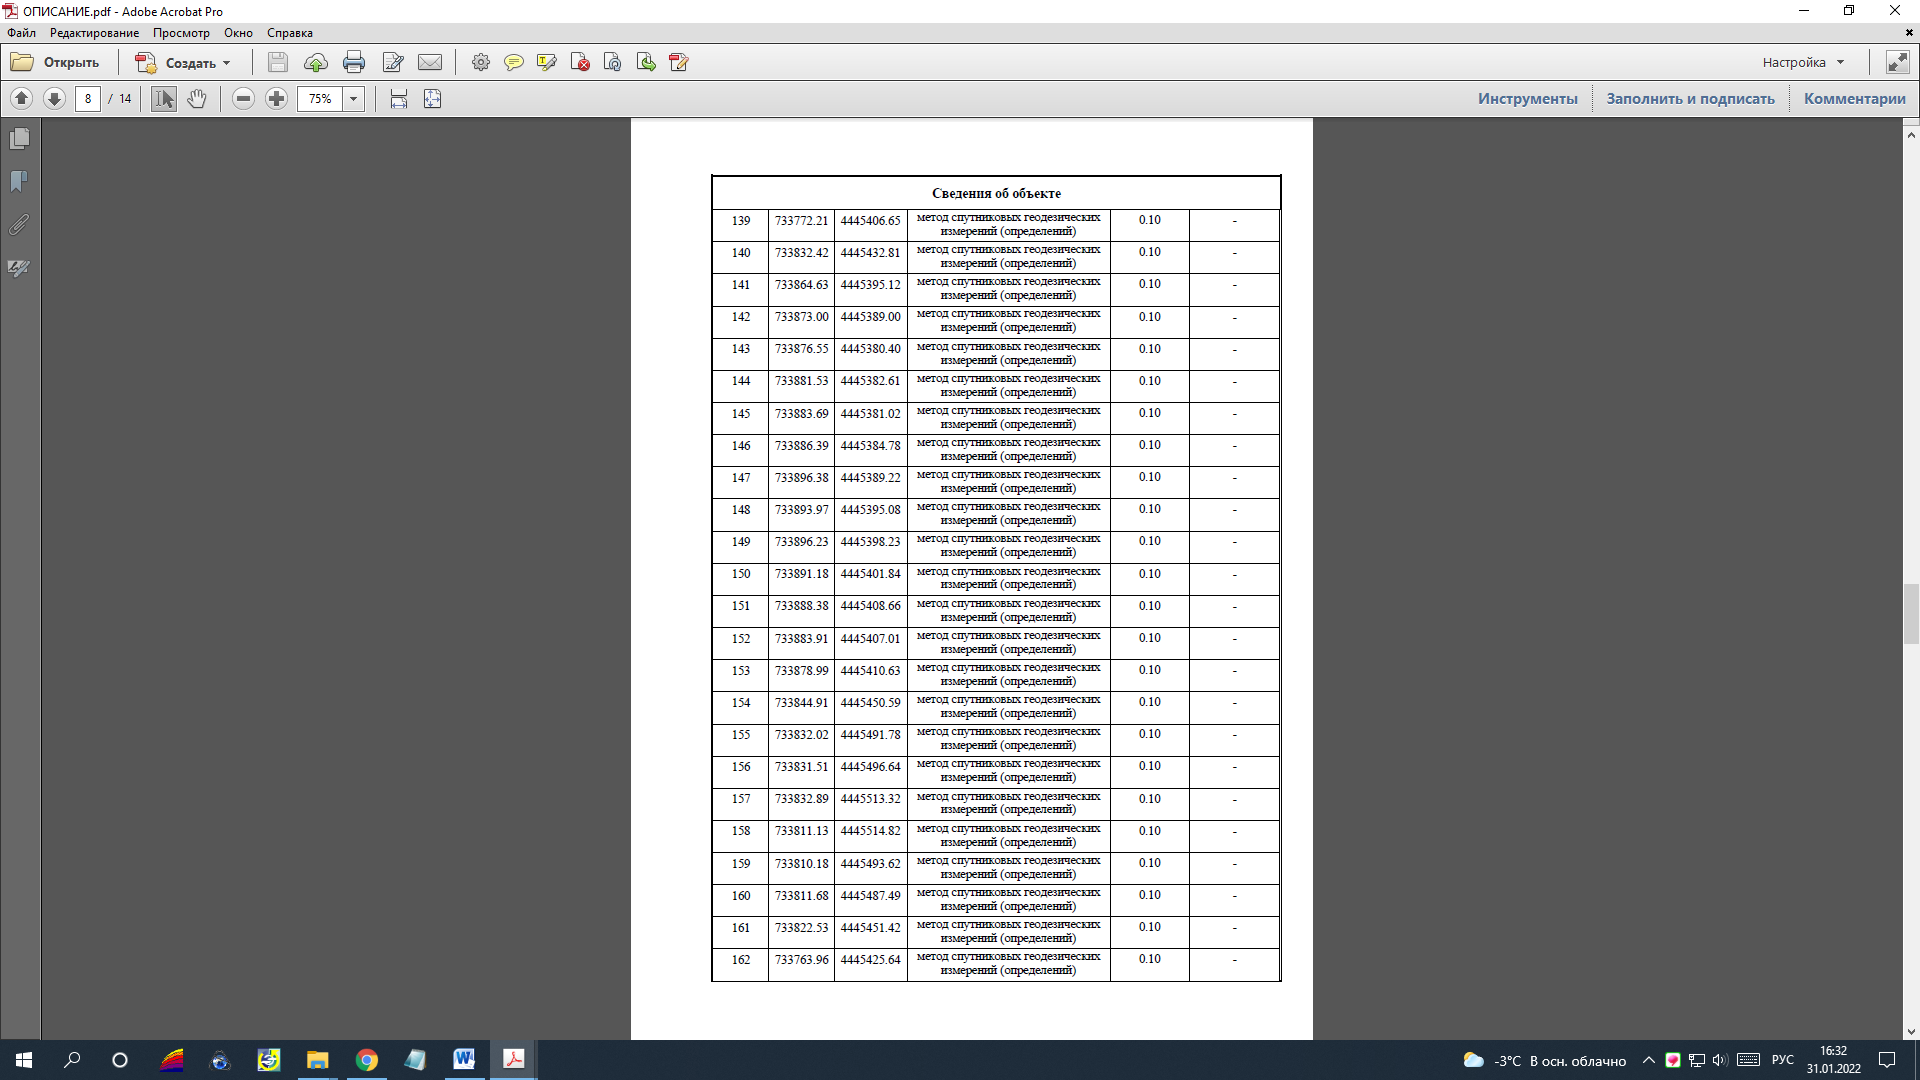 ОПИСАНИЕ.pdf - Adobe Acrobat Pro
Файл Редактирование Просмотр Окно Справка
Открыть Создать Настройка
8 / 14 75% Инструменты Заполнить и подписать Комментарии
Сведения об объекте
139 733772.21 4445406.65 метод спутниковых геодезических 0.10 -
измерений (определений)
140 733832.42 4445432.81 метод спутниковых геодезических 0.10 -
измерений (определений)
141 733864.63 4445395.12 метод спутниковых геодезических 0.10 -
измерений (определений)
142 733873.00 4445389.00 метод спутниковых геодезических 0.10 -
измерений (определений)
143 733876.55 4445380.40 метод спутниковых геодезических 0.10 -
измерений (определений)
144 733881.53 4445382.61 метод спутниковых геодезических 0.10 -
измерений (определений)
145 733883.69 4445381.02 метод спутниковых геодезических 0.10 -
измерений (определений)
146 733886.39 4445384.78 метод спутниковых геодезических 0.10 -
измерений (определений)
147 733896.38 4445389.22 метод спутниковых геодезических 0.10 -
измерений (определений)
148 733893.97 4445395.08 метод спутниковых геодезических 0.10 -
измерений (определений)
149 733896.23 4445398.23 метод спутниковых геодезических 0.10 -
измерений (определений)
150 733891.18 4445401.84 метод спутниковых геодезических 0.10 -
измерений (определений)
151 733888.38 4445408.66 метод спутниковых геодезических 0.10 -
измерений (определений)
152 733883.91 4445407.01 метод спутниковых геодезических 0.10 -
измерений (определений)
153 733878.99 4445410.63 метод спутниковых геодезических 0.10 -
измерений (определений)
154 733844.91 4445450.59 метод спутниковых геодезических 0.10 -
измерений (определений)
155 733832.02 4445491.78 метод спутниковых геодезических 0.10 -
измерений (определений)
156 733831.51 4445496.64 метод спутниковых геодезических 0.10 -
измерений (определений)
157 733832.89 4445513.32 метод спутниковых геодезических 0.10 -
измерений (определений)
158 733811.13 4445514.82 метод спутниковых геодезических 0.10 -
измерений (определений)
159 733810.18 4445493.62 метод спутниковых геодезических 0.10 -
измерений (определений)
160 733811.68 4445487.49 метод спутниковых геодезических 0.10 -
измерений (определений)
161 733822.53 4445451.42 метод спутниковых геодезических 0.10 -
измерений (определений)
162 733763.96 4445425.64 метод спутниковых геодезических 0.10 -
измерений (определений)
-3°C В осн. облачно РУС 16:32
31.01.2022